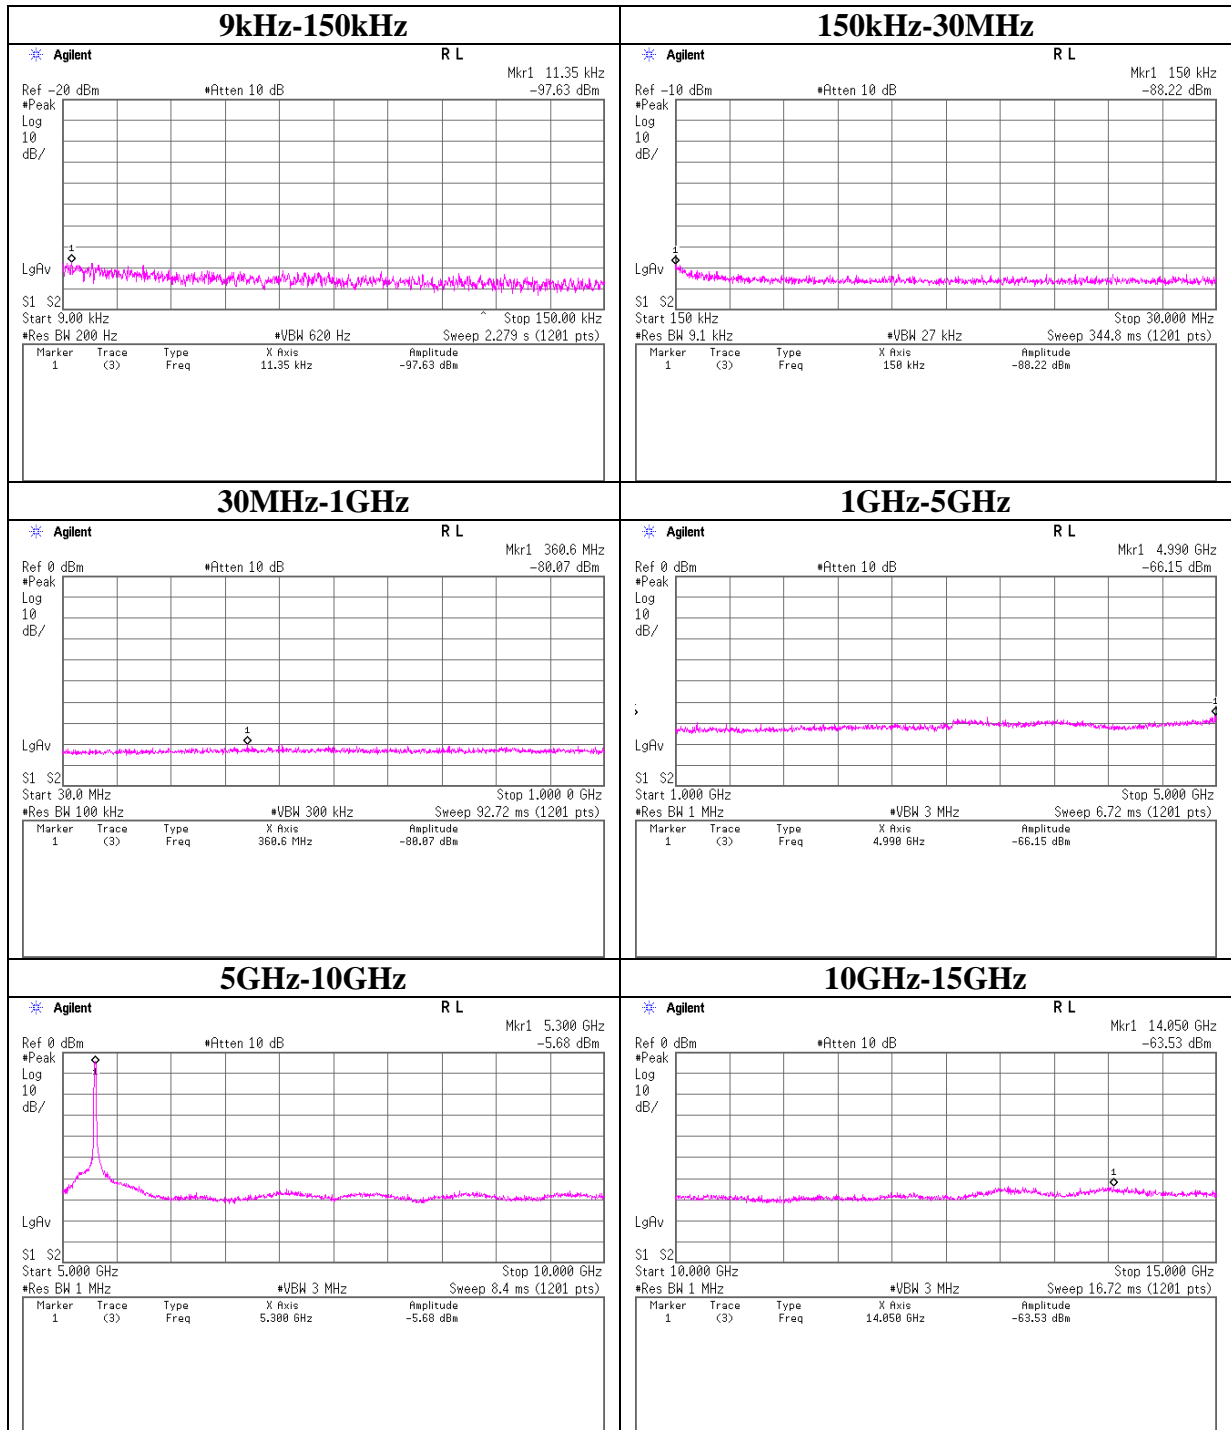 9kHz-150kHz
Agilent R L
Mkr1 11.35 kHz
Ref -20 dBm #Atten 10 dB -97.63 dBm
#Peak
Log
10
dB/
1
LgAv
S1 S2
Start 9.00 kHz ^ Stop 150.00 kHz
#Res BW 200 Hz #VBW 620 Hz Sweep 2.279 s (1201 pts)
Marker Trace Type X Axis Amplitude
1 (3) Freq 11.35 kHz -97.63 dBm
150kHz-30MHz
Agilent R L
Mkr1 150 kHz
Ref -10 dBm #Atten 10 dB -88.22 dBm
#Peak
Log
10
dB/
1
LgAv
S1 S2
Start 150 kHz Stop 30.000 MHz
#Res BW 9.1 kHz #VBW 27 kHz Sweep 344.8 ms (1201 pts)
Marker Trace Type X Axis Amplitude
1 (3) Freq 150 kHz -88.22 dBm
30MHz-1GHz
Agilent R L
Mkr1 360.6 MHz
Ref 0 dBm #Atten 10 dB -80.07 dBm
#Peak
Log
10
dB/
1
LgAv
S1 S2
Start 30.0 MHz Stop 1.000 0 GHz
#Res BW 100 kHz #VBW 300 kHz Sweep 92.72 ms (1201 pts)
Marker Trace Type X Axis Amplitude
1 (3) Freq 360.6 MHz -80.07 dBm
1GHz-5GHz
Agilent R L
Mkr1 4.990 GHz
Ref 0 dBm #Atten 10 dB -66.15 dBm
#Peak
Log
10
dB/
1
LgAv
S1 S2
Start 1.000 GHz Stop 5.000 GHz
#Res BW 1 MHz #VBW 3 MHz Sweep 6.72 ms (1201 pts)
Marker Trace Type X Axis Amplitude
1 (3) Freq 4.990 GHz -66.15 dBm
5GHz-10GHz
Agilent R L
Mkr1 5.300 GHz
Ref 0 dBm #Atten 10 dB -5.68 dBm
#Peak
Log
10
dB/
LgAv
S1 S2
Start 5.000 GHz Stop 10.000 GHz
#Res BW 1 MHz #VBW 3 MHz Sweep 8.4 ms (1201 pts)
Marker Trace Type X Axis Amplitude
1 (3) Freq 5.300 GHz -5.68 dBm
10GHz-15GHz
Agilent R L
Mkr1 14.050 GHz
Ref 0 dBm #Atten 10 dB -63.53 dBm
#Peak
Log
10
dB/
1
LgAv
S1 S2
Start 10.000 GHz Stop 15.000 GHz
#Res BW 1 MHz #VBW 3 MHz Sweep 16.72 ms (1201 pts)
Marker Trace Type X Axis Amplitude
1 (3) Freq 14.050 GHz -63.53 dBm